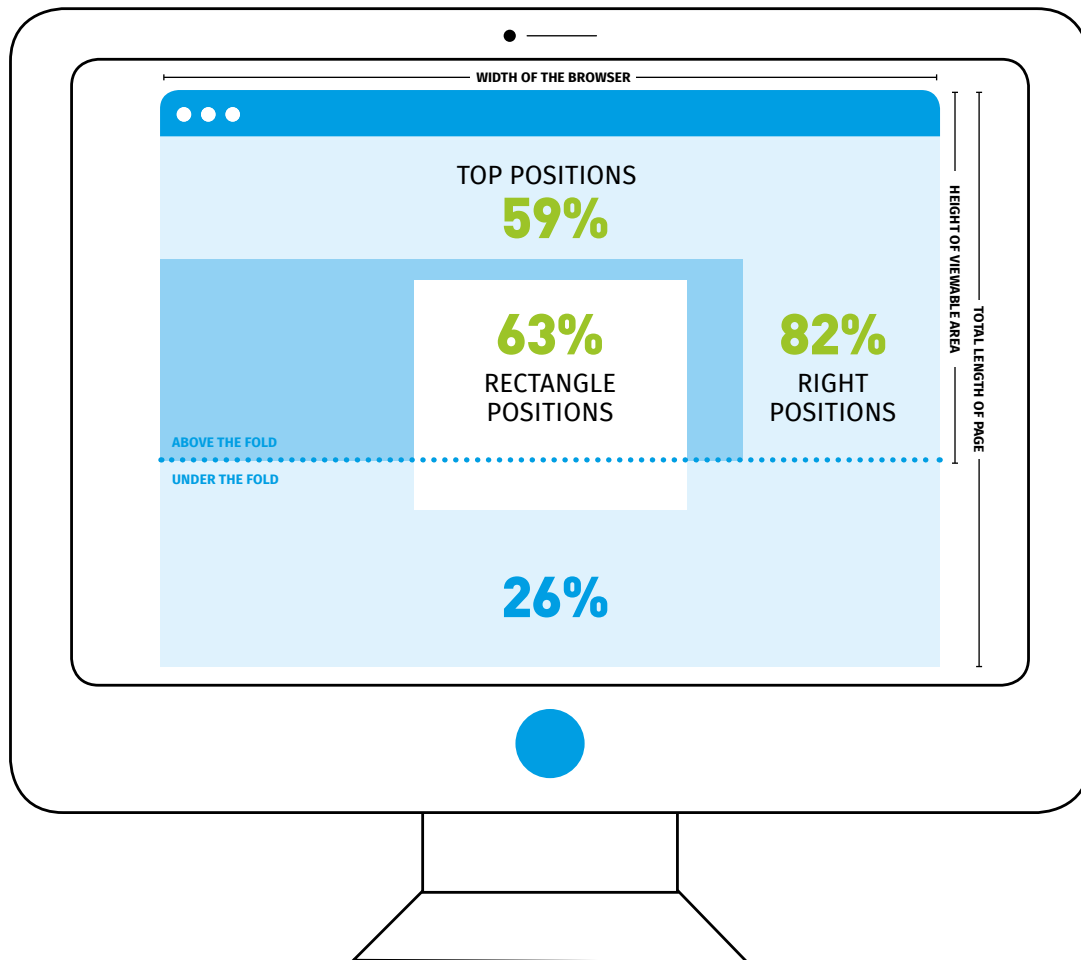 WIDTH OF THE BROWSER
TOP POSITIONS
59%
HEIGHT OF VIEWABLE AREA
TOTAL LENGTH OF PAGE
63%
RECTANGLE
POSITIONS
82%
RIGHT
POSITIONS
ABOVE THE FOLD
UNDER THE FOLD
26%